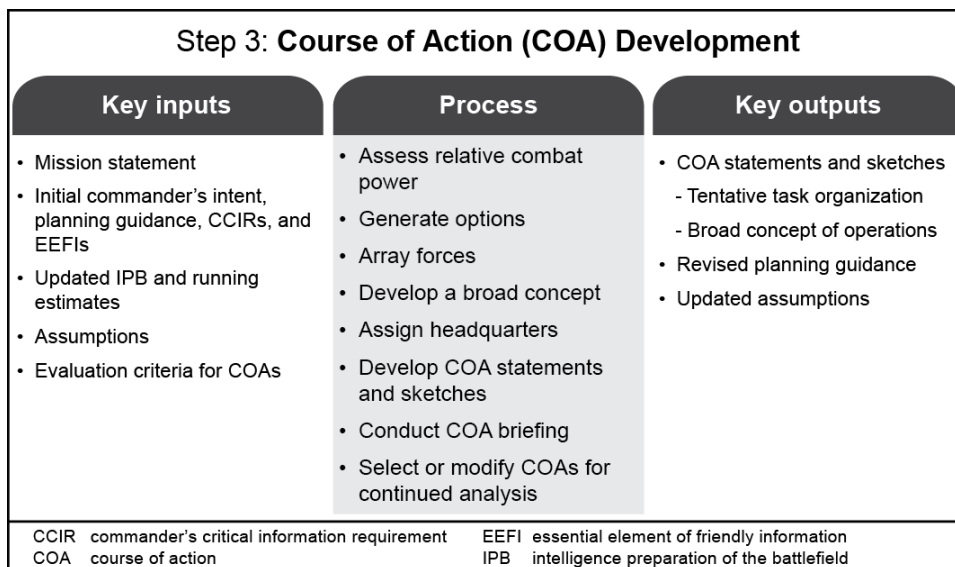 Step 3: Course of Action (COA) Development
Key inputs
• Mission statement
• Initial commander's intent,
planning guidance, CCIRs, and
EEFIs
• Updated IPB and running
estimates
• Assumptions
• Evaluation criteria for COAs
Process
• Assess relative combat
power
• Generate options
• Array forces
• Develop a broad concept
• Assign headquarters
• Develop COA statements
and sketches
• Conduct COA briefing
• Select or modify COAs for
continued analysis
Key outputs
• COA statements and sketches
- Tentative task organization
- Broad concept of operations
• Revised planning guidance
• Updated assumptions
CCIR commander's critical information requirement
COA course of action
EEFI essential element of friendly information
IPB intelligence preparation of the battlefield